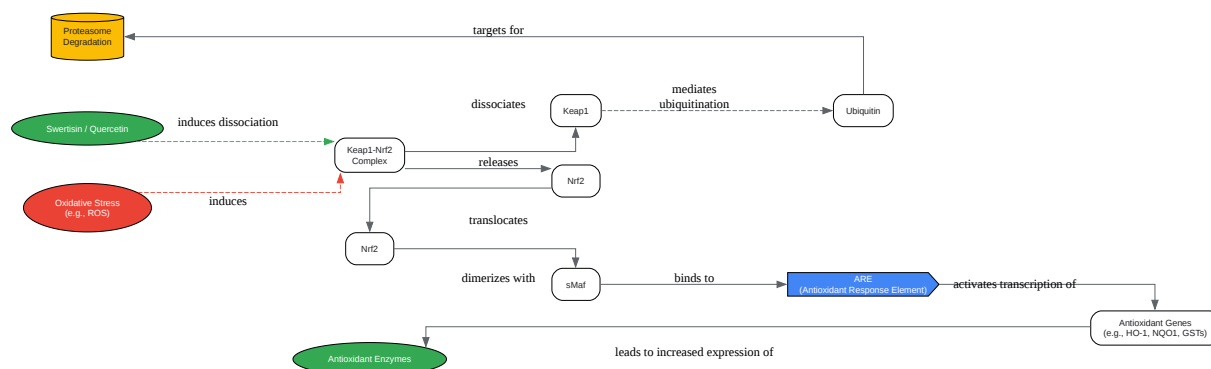 targets for
Proteasome
Degradation
mediates
ubiquitination
dissociates
Keap1
Ubiquitin
induces dissociation
Swertisin / Quercetin
Keap1-Nrf2
Complex
releases
Nrf2
induces
Oxidative Stress
(e.g., ROS)
translocates
Nrf2
dimerizes with
sMaf
binds to
ARE
(Antioxidant Response Element)
activates transcription of
Antioxidant Genes
(e.g., HO-1, NQO1, GSTs)
leads to increased expression of
Antioxidant Enzymes